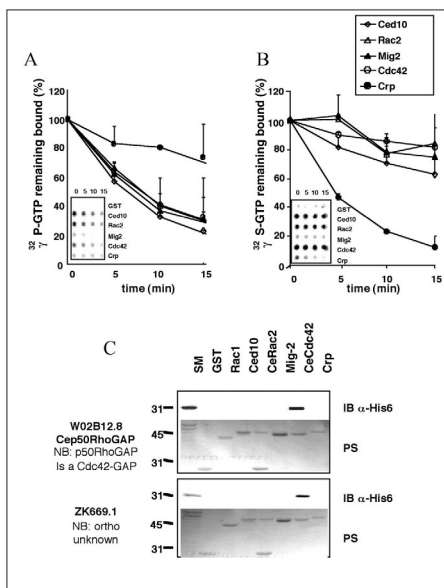 A
B
Ced10
Rac2
Mig2
Cdc42
Crp
³²γ P-GTP remaining bound (%)
100
80
60
40
20
0
0 5 10 15
GST
Ced10
Rac2
Mig2
Cdc42
Crp
0 5 10 15
time (min)
³²γ S-GTP remaining bound (%)
120
100
80
60
40
20
0
0 5 10 15
GST
Ced10
Rac2
Mig2
Cdc42
Crp
0 5 10 15
time (min)
C
SM
GST
Rac1
Ced10
CeRac2
Mig-2
CeCdc42
Crp
W02B12.8
Cep50RhoGAP
NB: p50RhoGAP
Is a Cdc42-GAP
31
45
31
IB α-His6
PS
ZK669.1
NB: ortho
unknown
31
45
31
IB α-His6
PS